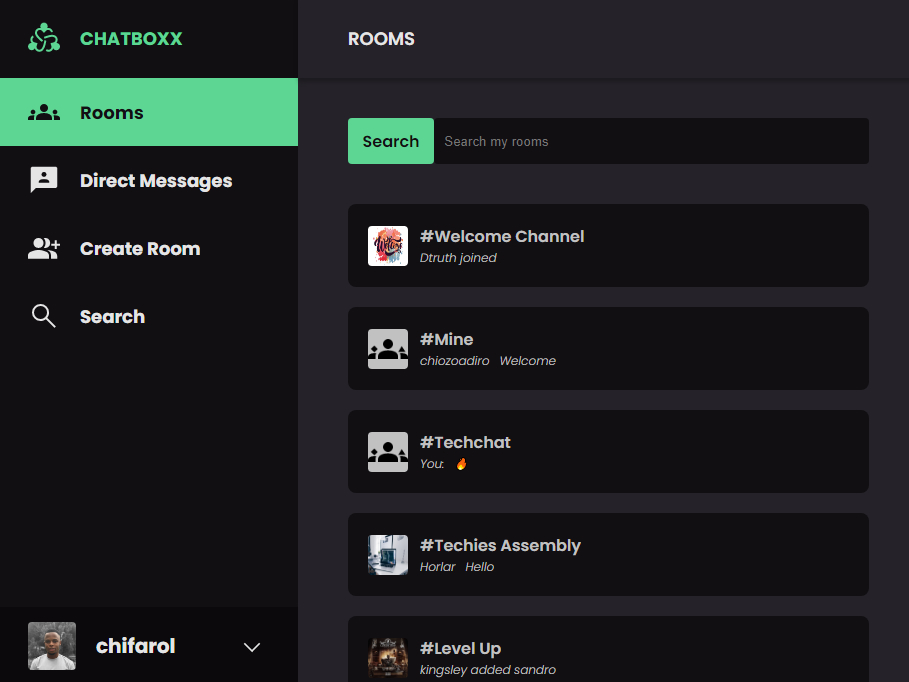 CHATBOXX
Rooms
Direct Messages
Create Room
Search
chifarol
ROOMS
Search
Search my rooms
#Welcome Channel
Dtruth joined
#Mine
chiozoadiro Welcome
#Techchat
You: 🔥
#Techies Assembly
Horlar Hello
#Level Up
kingsley added sandro